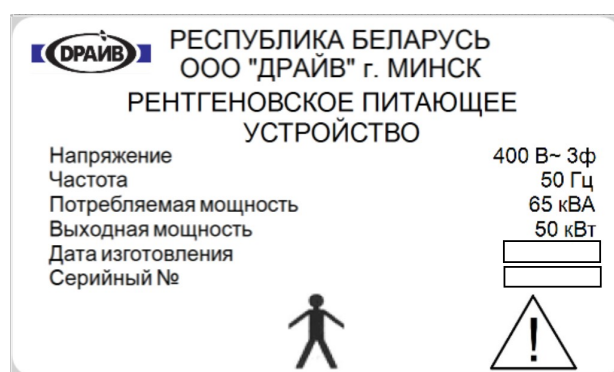 ДРАЙВ
РЕСПУБЛИКА БЕЛАРУСЬ
ООО "ДРАЙВ" г. МИНСК
РЕНТГЕНОВСКОЕ ПИТАЮЩЕЕ
УСТРОЙСТВО
Напряжение 400 В~ 3ф
Частота 50 Гц
Потребляемая мощность 65 кВА
Выходная мощность 50 кВт
Дата изготовления
Серийный №
!